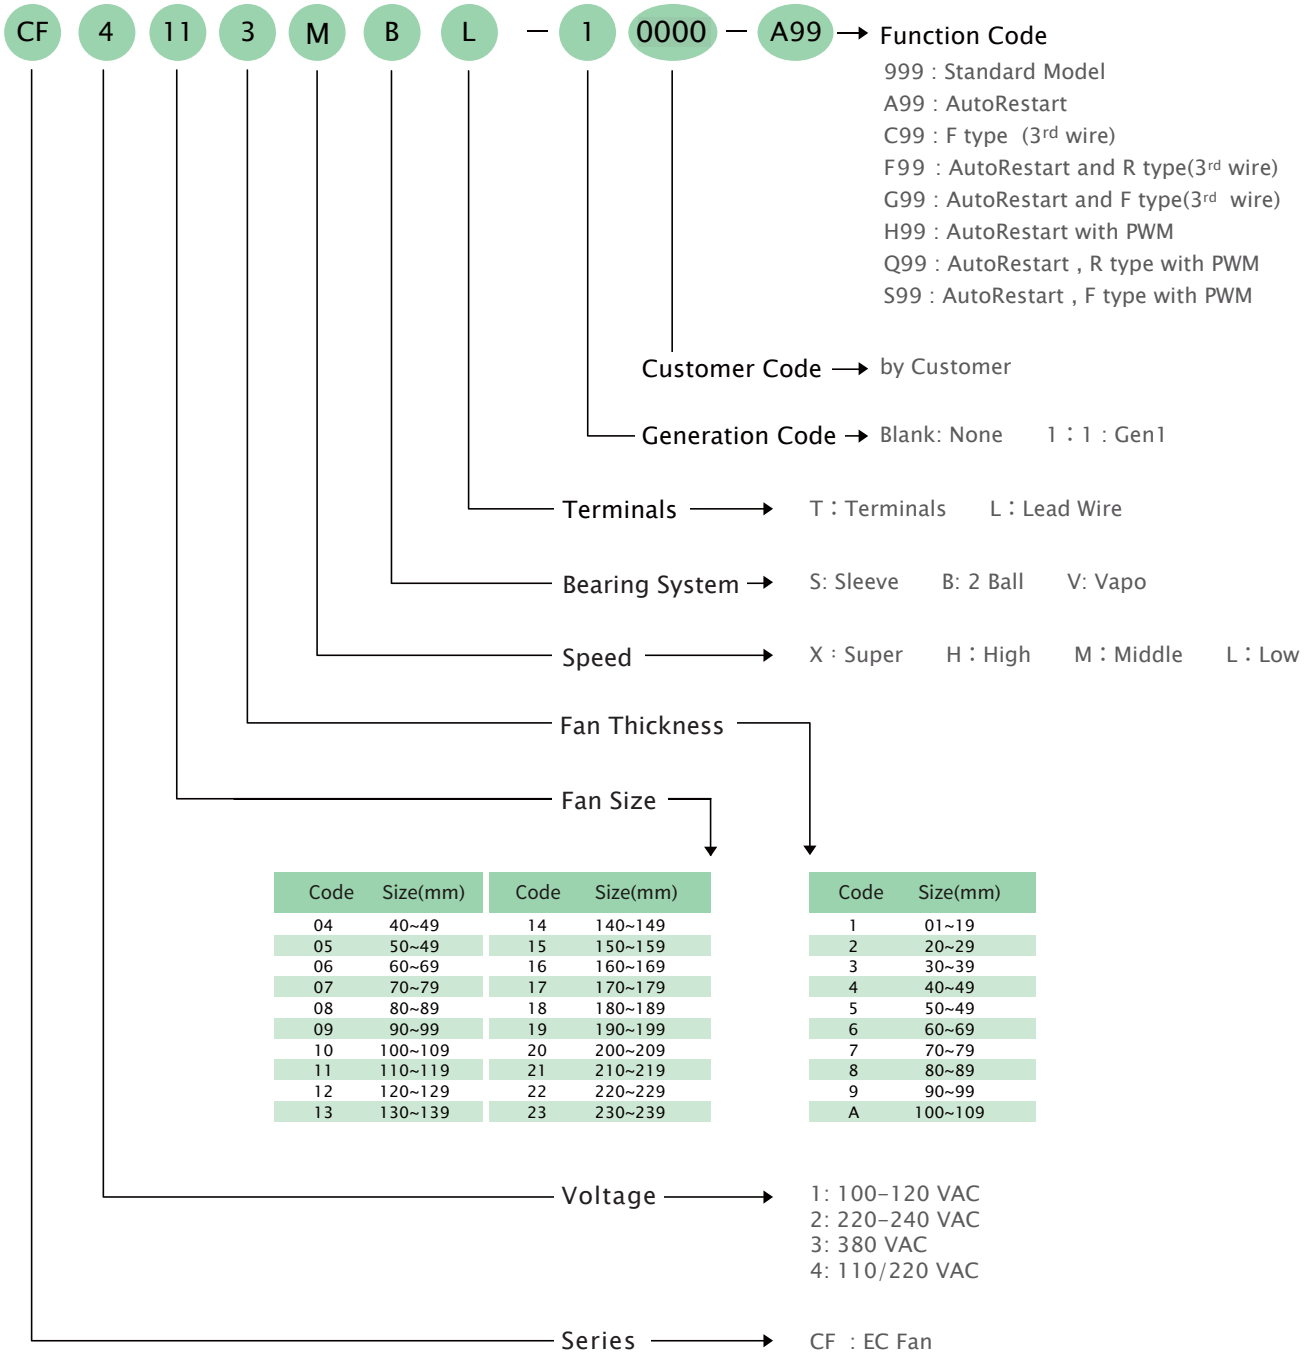 CF 4 11 3 M B L – 1 0000 – A99 Function Code
999 : Standard Model
A99 : AutoRestart
C99 : F type (3rd wire)
F99 : AutoRestart and R type(3rd wire)
G99 : AutoRestart and F type(3rd wire)
H99 : AutoRestart with PWM
Q99 : AutoRestart , R type with PWM
S99 : AutoRestart , F type with PWM
Customer Code by Customer
Generation Code Blank: None 1 : 1 : Gen1
Terminals T : Terminals L : Lead Wire
Bearing System S: Sleeve B: 2 Ball V: Vapo
Speed X : Super H : High M : Middle L : Low
Fan Thickness
Fan Size
Code Size(mm) Code Size(mm) Code Size(mm)
04 40~49 14 140~149 1 01~19
05 50~49 15 150~159 2 20~29
06 60~69 16 160~169 3 30~39
07 70~79 17 170~179 4 40~49
08 80~89 18 180~189 5 50~49
09 90~99 19 190~199 6 60~69
10 100~109 20 200~209 7 70~79
11 110~119 21 210~219 8 80~89
12 120~129 22 220~229 9 90~99
13 130~139 23 230~239 A 100~109
Voltage 1: 100–120 VAC
2: 220–240 VAC
3: 380 VAC
4: 110/220 VAC
Series CF : EC Fan